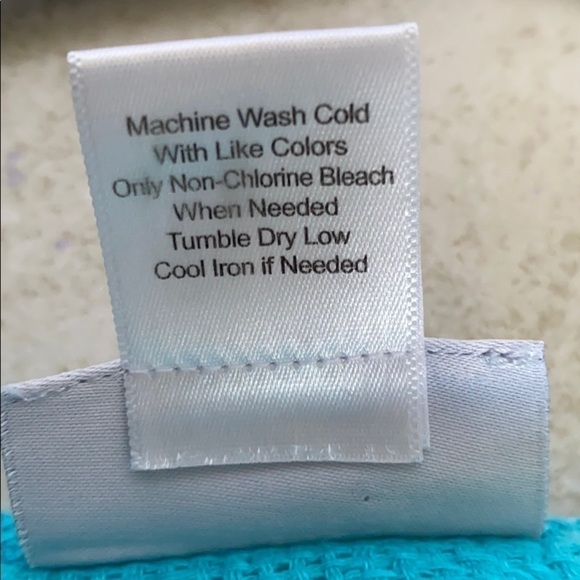 Machine Wash Cold
With Like Colors
Only Non-Chlorine Bleach
When Needed
Tumble Dry Low
Cool Iron if Needed